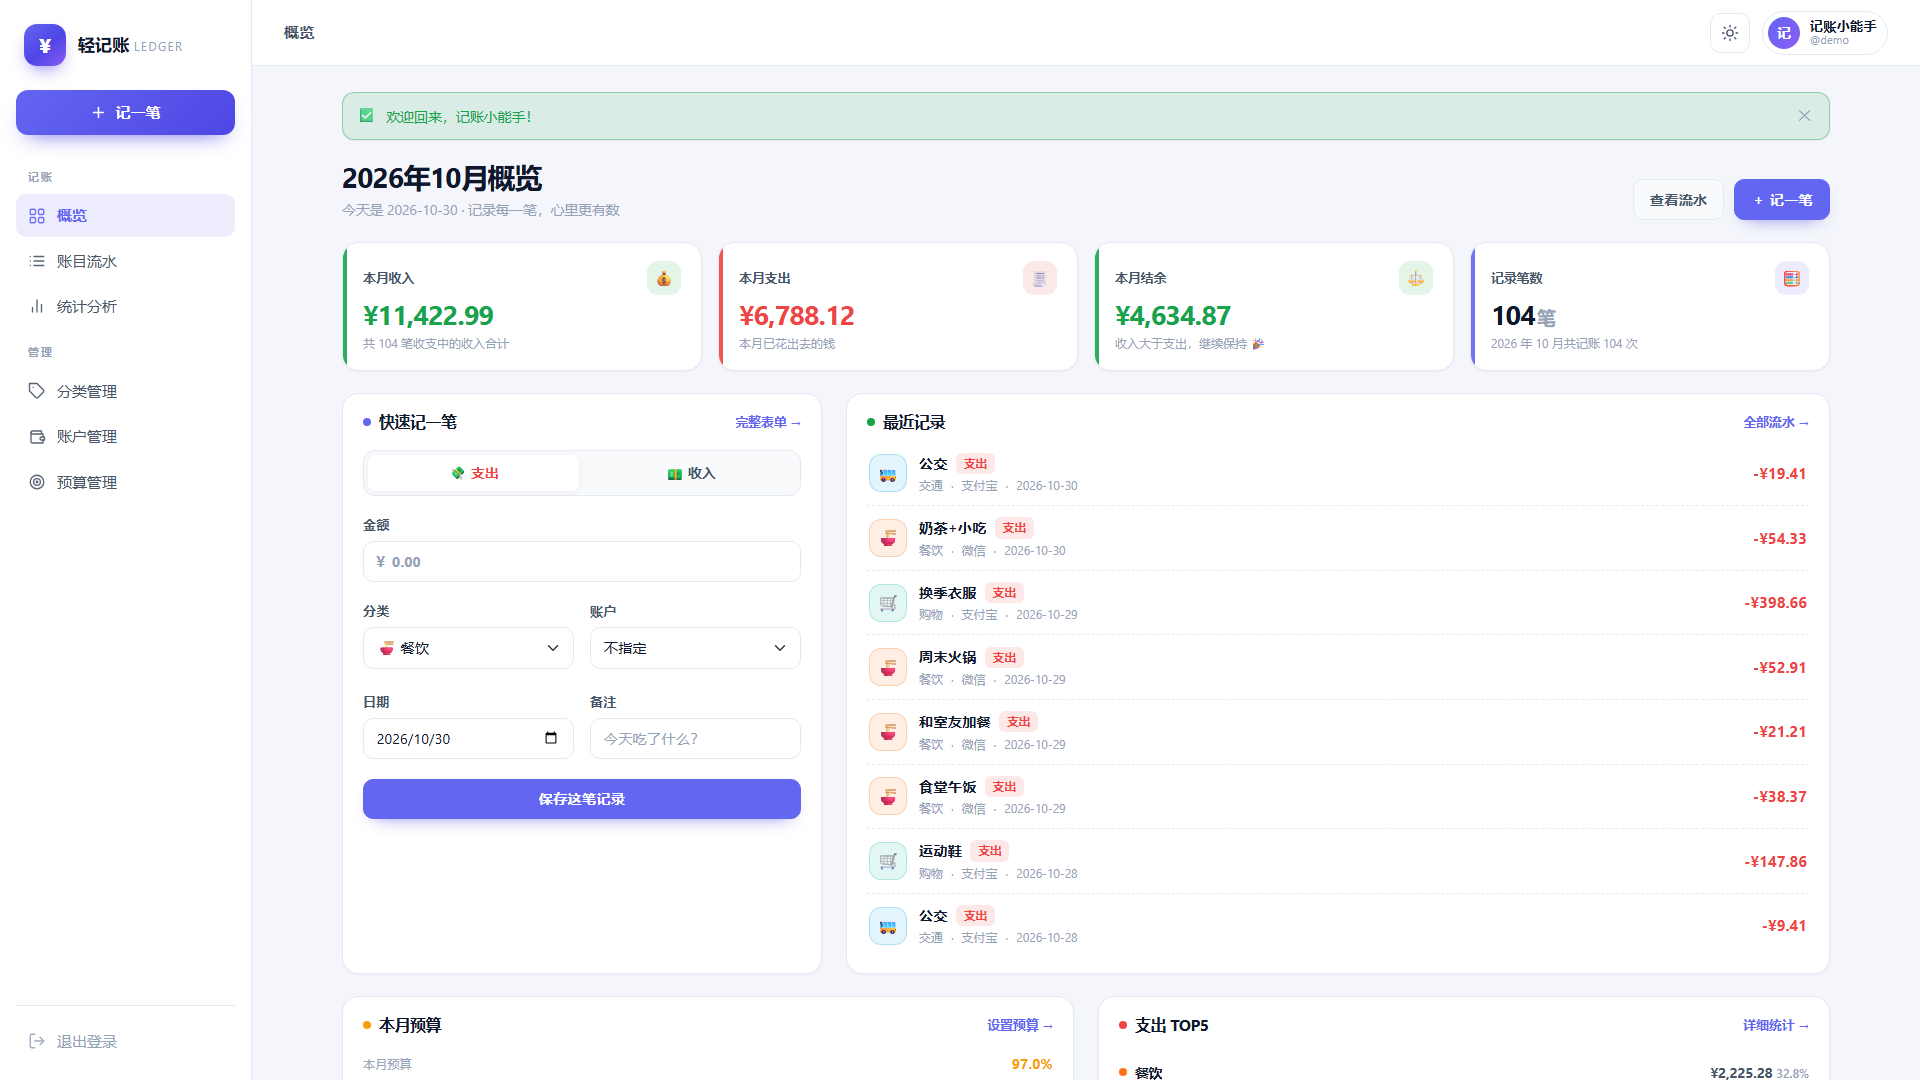 ¥ 轻记账 LEDGER
+ 记一笔
记账
概览
账目流水
统计分析
管理
分类管理
账户管理
预算管理
退出登录
概览
记 记账小能手
@demo
欢迎回来，记账小能手！
2026年10月概览
今天是 2026-10-30 · 记录每一笔，心里更有数
查看流水
+ 记一笔
本月收入
¥11,422.99
共 104 笔收支中的收入合计
本月支出
¥6,788.12
本月已花出去的钱
本月结余
¥4,634.87
收入大于支出，继续保持 🎉
记录笔数
104笔
2026 年 10 月共记账 104 次
快速记一笔
完整表单 →
💸 支出
💵 收入
金额
¥ 0.00
分类
账户
🍜 餐饮
不指定
日期
备注
2026/10/30
今天吃了什么？
保存这笔记录
最近记录
全部流水 →
公交 支出
交通 · 支付宝 · 2026-10-30
-¥19.41
奶茶+小吃 支出
餐饮 · 微信 · 2026-10-30
-¥54.33
换季衣服 支出
购物 · 支付宝 · 2026-10-29
-¥398.66
周末火锅 支出
餐饮 · 微信 · 2026-10-29
-¥52.91
和室友加餐 支出
餐饮 · 微信 · 2026-10-29
-¥21.21
食堂午饭 支出
餐饮 · 微信 · 2026-10-29
-¥38.37
运动鞋 支出
购物 · 支付宝 · 2026-10-28
-¥147.86
公交 支出
交通 · 支付宝 · 2026-10-28
-¥9.41
本月预算
设置预算 →
本月预算
97.0%
支出 TOP5
详细统计 →
餐饮
¥2,225.28 32.8%